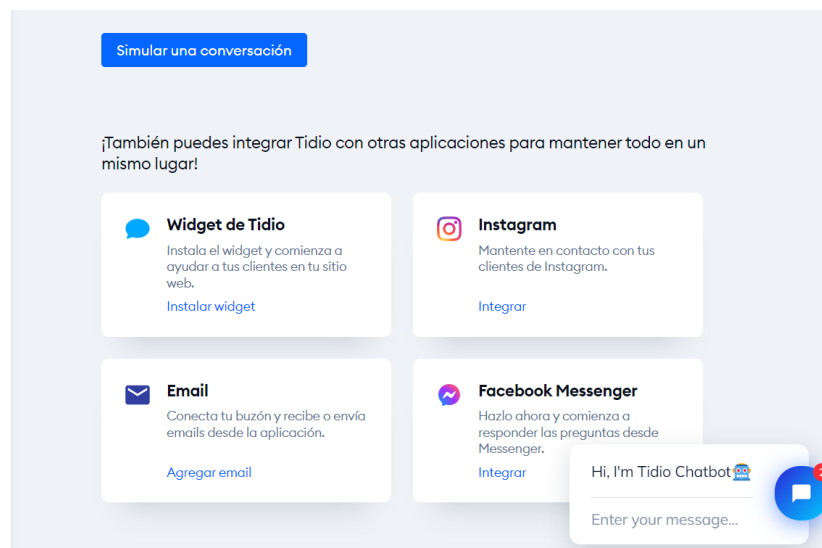 Simular una conversación
¡También puedes integrar Tidio con otras aplicaciones para mantener todo en un
mismo lugar!
Widget de Tidio
Instala el widget y comienza a
ayudar a tus clientes en tu sitio
web.
Instalar widget
Instagram
Mantente en contacto con tus
clientes de Instagram.
Integrar
Email
Conecta tu buzón y recibe o envía
emails desde la aplicación.
Agregar email
Facebook Messenger
Hazlo ahora y comienza a
responder las preguntas desde
Messenger.
Integrar
Hi, I'm Tidio Chatbot
Enter your message...